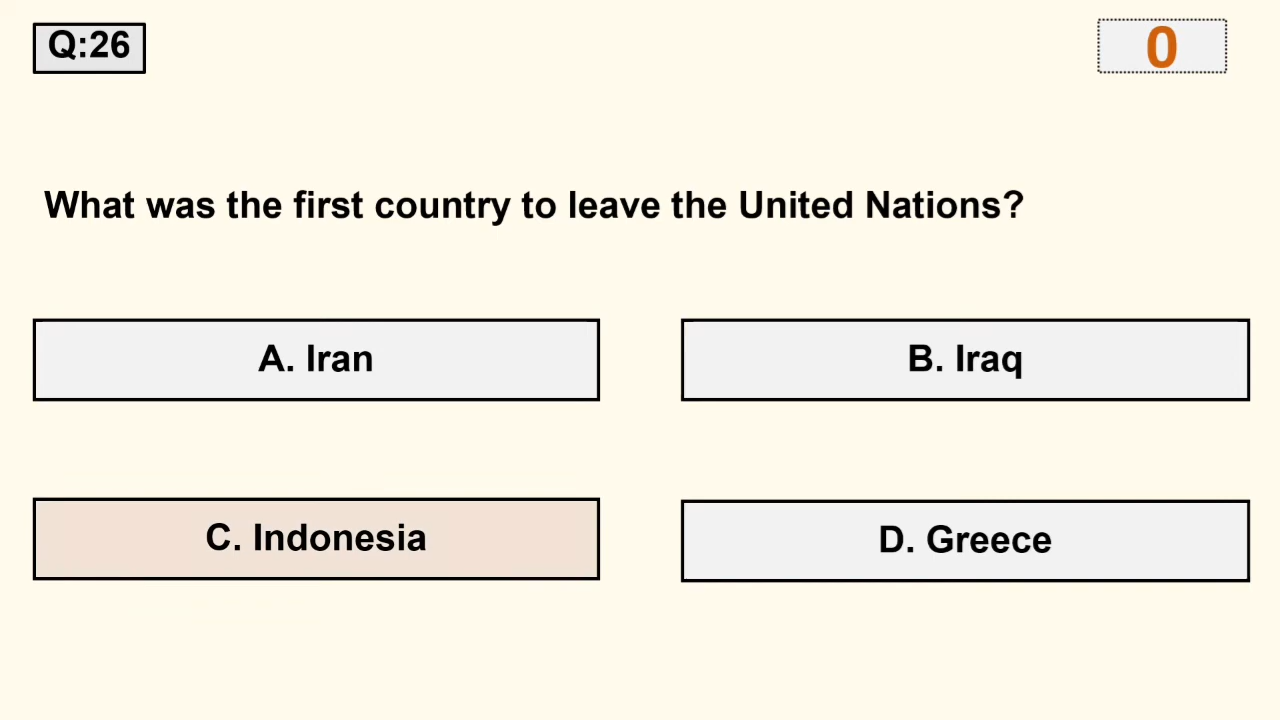 Q:26
0
What was the first country to leave the United Nations?
A. Iran
B. Iraq
C. Indonesia
D. Greece